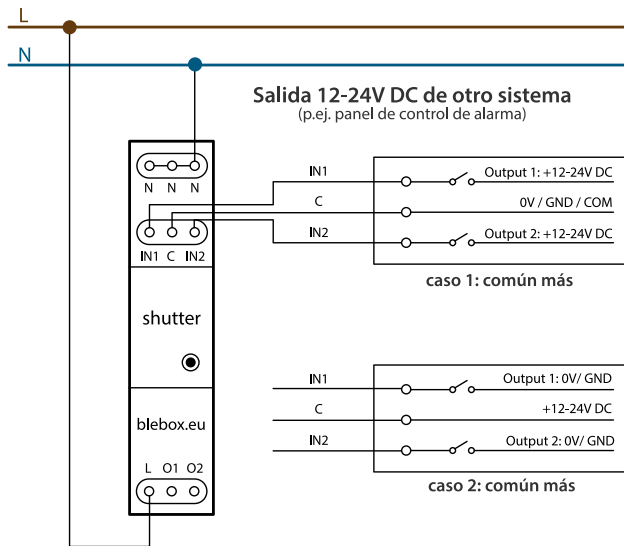 L
N
Salida 12-24V DC de otro sistema
(p.ej. panel de control de alarma)
N N N
IN1 C IN2
shutter
blebox.eu
L O1 O2
IN1
Output 1: +12-24V DC
C
0V / GND / COM
IN2
Output 2: +12-24V DC
caso 1: común más
IN1
Output 1: 0V/ GND
C
+12-24V DC
IN2
Output 2: 0V/ GND
caso 2: común más